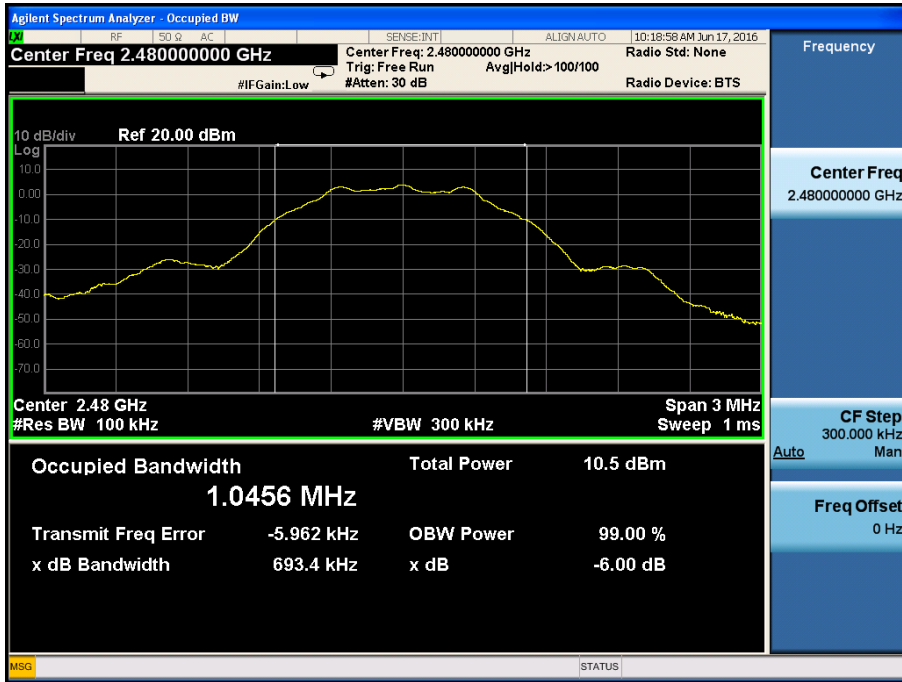 Agilent Spectrum Analyzer - Occupied BW
LXI RF 50 Ω AC SENSE:INT ALIGN AUTO 10:18:58 AM Jun 17, 2016
Center Freq 2.480000000 GHz
Center Freq: 2.480000000 GHz Radio Std: None
Trig: Free Run Avg|Hold:> 100/100
#IFGain:Low #Atten: 30 dB Radio Device: BTS
Frequency
10 dB/div Ref 20.00 dBm
Log
10.0
0.00
-10.0
-20.0
-30.0
-40.0
-50.0
-60.0
-70.0
Center 2.48 GHz Span 3 MHz
#Res BW 100 kHz #VBW 300 kHz Sweep 1 ms
Occupied Bandwidth Total Power 10.5 dBm
1.0456 MHz
Transmit Freq Error -5.962 kHz OBW Power 99.00 %
x dB Bandwidth 693.4 kHz x dB -6.00 dB
Center Freq
2.480000000 GHz
CF Step
300.000 kHz
Auto Man
Freq Offset
0 Hz
MSG STATUS